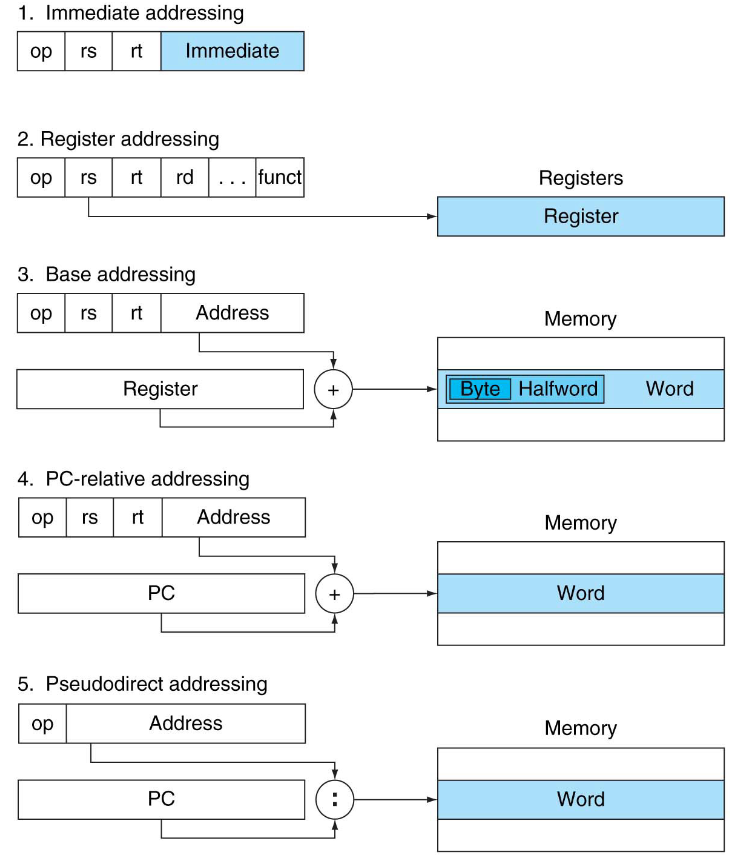 1. Immediate addressing
op rs rt Immediate
2. Register addressing
op rs rt rd . . . funct
Registers
Register
3. Base addressing
op rs rt Address
Memory
Register + Byte Halfword Word
4. PC-relative addressing
op rs rt Address
Memory
PC + Word
5. Pseudodirect addressing
op Address
Memory
PC : Word